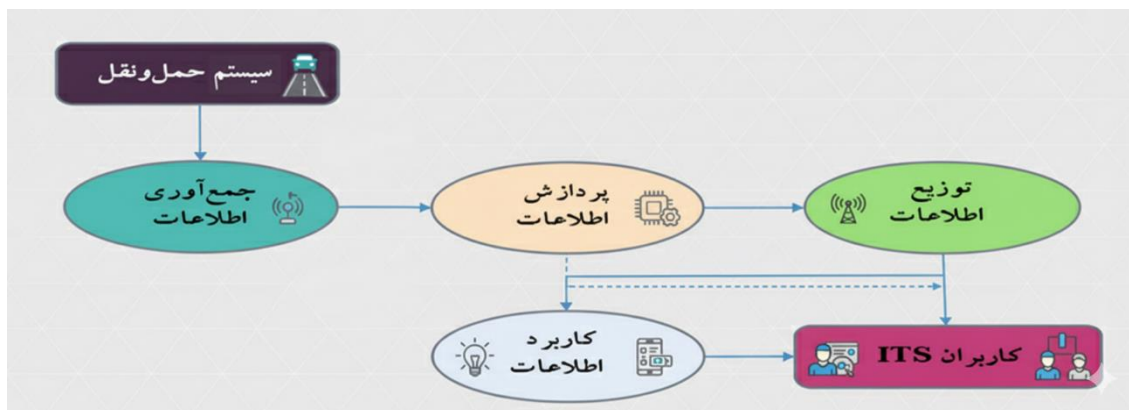 سیستم حمل‌ونقل
جمع‌آوری
اطلاعات
پردازش
اطلاعات
توزیع
اطلاعات
کاربرد
اطلاعات
کاربران ITS